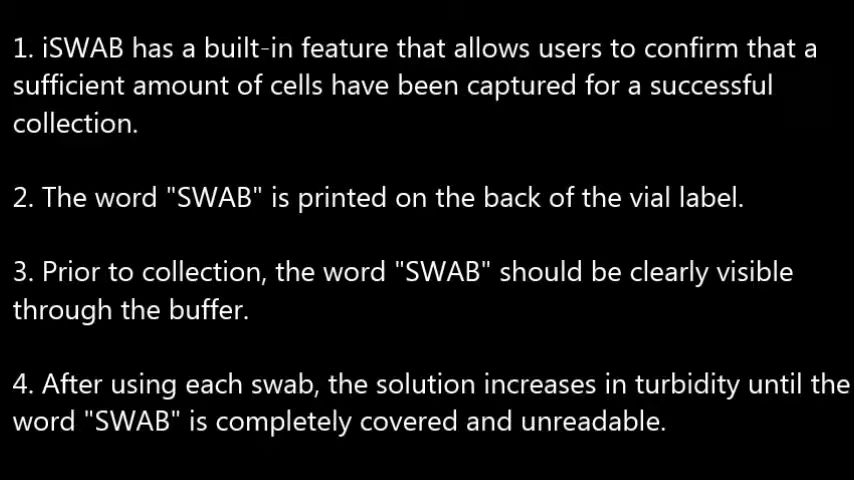 1. iSWAB has a built-in feature that allows users to confirm that a
sufficient amount of cells have been captured for a successful
collection.
2. The word "SWAB" is printed on the back of the vial label.
3. Prior to collection, the word "SWAB" should be clearly visible
through the buffer.
4. After using each swab, the solution increases in turbidity until the
word "SWAB" is completely covered and unreadable.